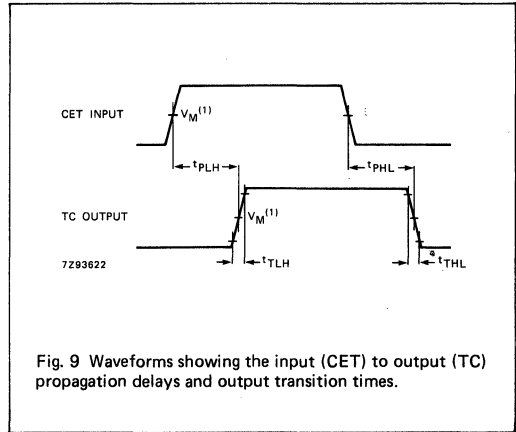 CET INPUT
V_M(1)
t_PLH
t_PHL
TC OUTPUT
V_M(1)
7Z93622
t_TLH
t_THL
Fig. 9 Waveforms showing the input (CET) to output (TC)
propagation delays and output transition times.